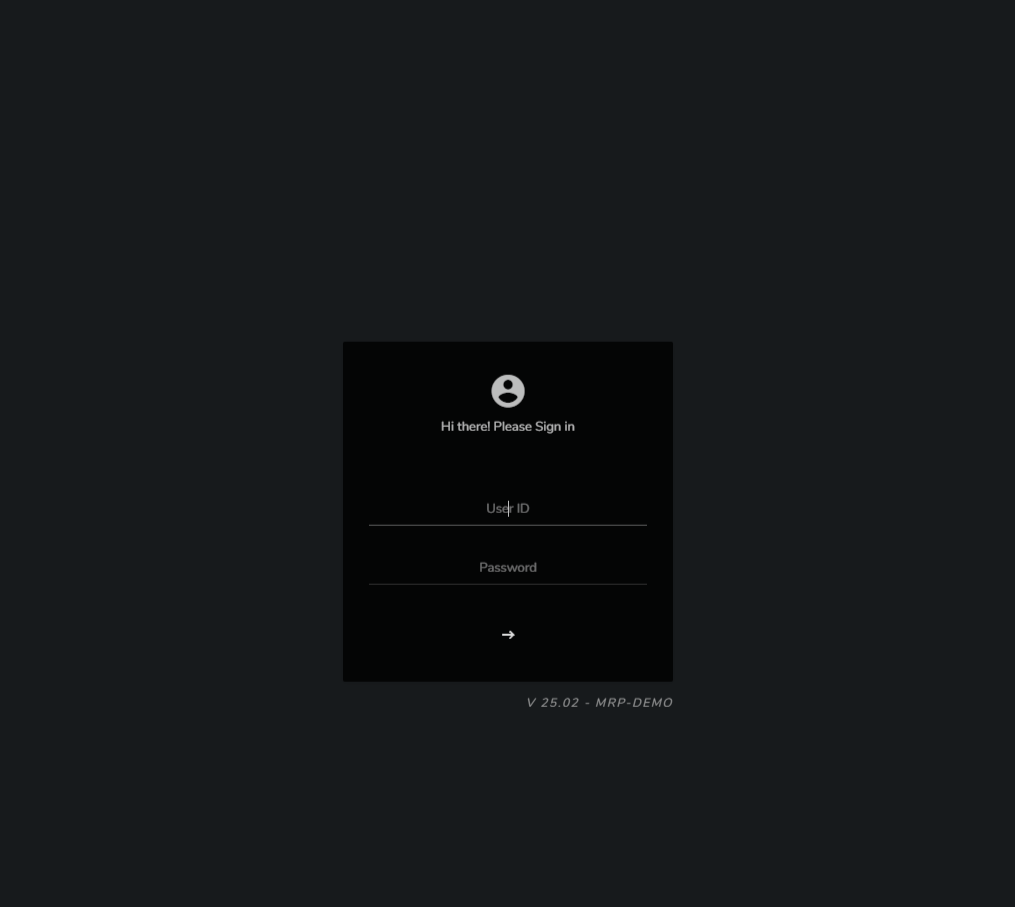 Hi there! Please Sign in
User ID
Password
→
V 25.02 - MRP-DEMO